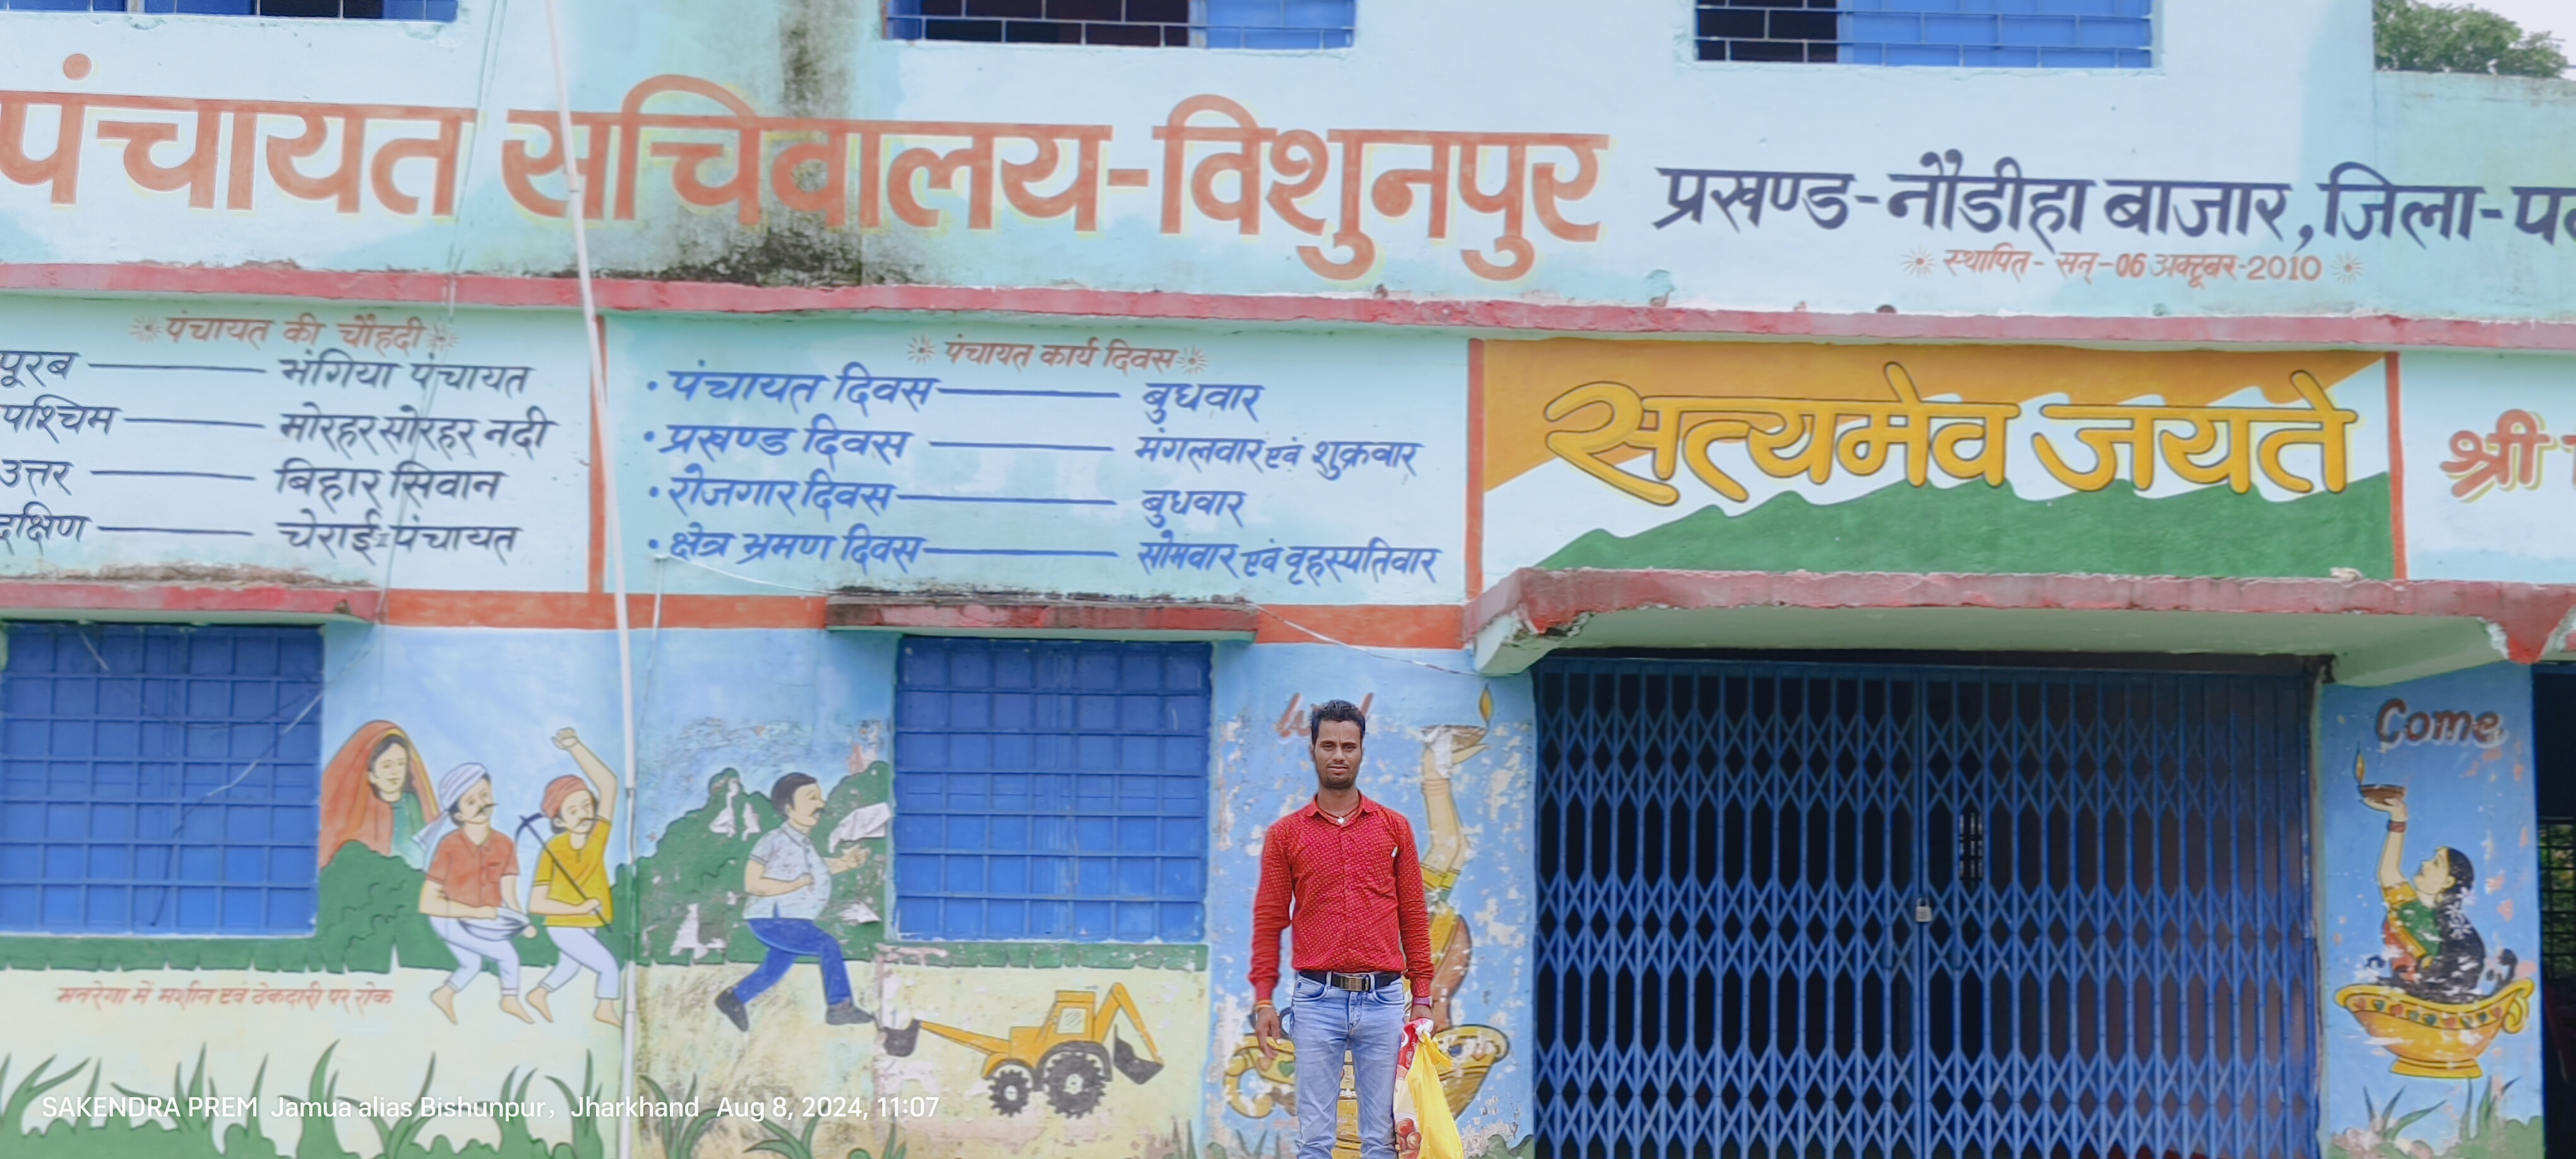 पंचायत सचिवालय-विशुनपुर
प्रखण्ड-नौडीहा बाजार, जिला-
स्थापित- सन्-06 अक्टूबर-2010
पंचायत की चौहदी
पूरब — भंगिया पंचायत
पश्चिम — मोरहर सोरहर नदी
उत्तर — बिहार सिवान
दक्षिण — चेराई पंचायत
पंचायत कार्य दिवस
• पंचायत दिवस — बुधवार
• प्रखण्ड दिवस — मंगलवार एवं शुक्रवार
• रोजगार दिवस — बुधवार
• क्षेत्र भ्रमण दिवस — सोमवार एवं वृहस्पतिवार
सत्यमेव जयते
श्री
Come
मनरेगा में मशीन एवं ठेकदारी पर रोक
SAKENDRA PREM Jamua alias Bishunpur, Jharkhand Aug 8, 2024, 11:07